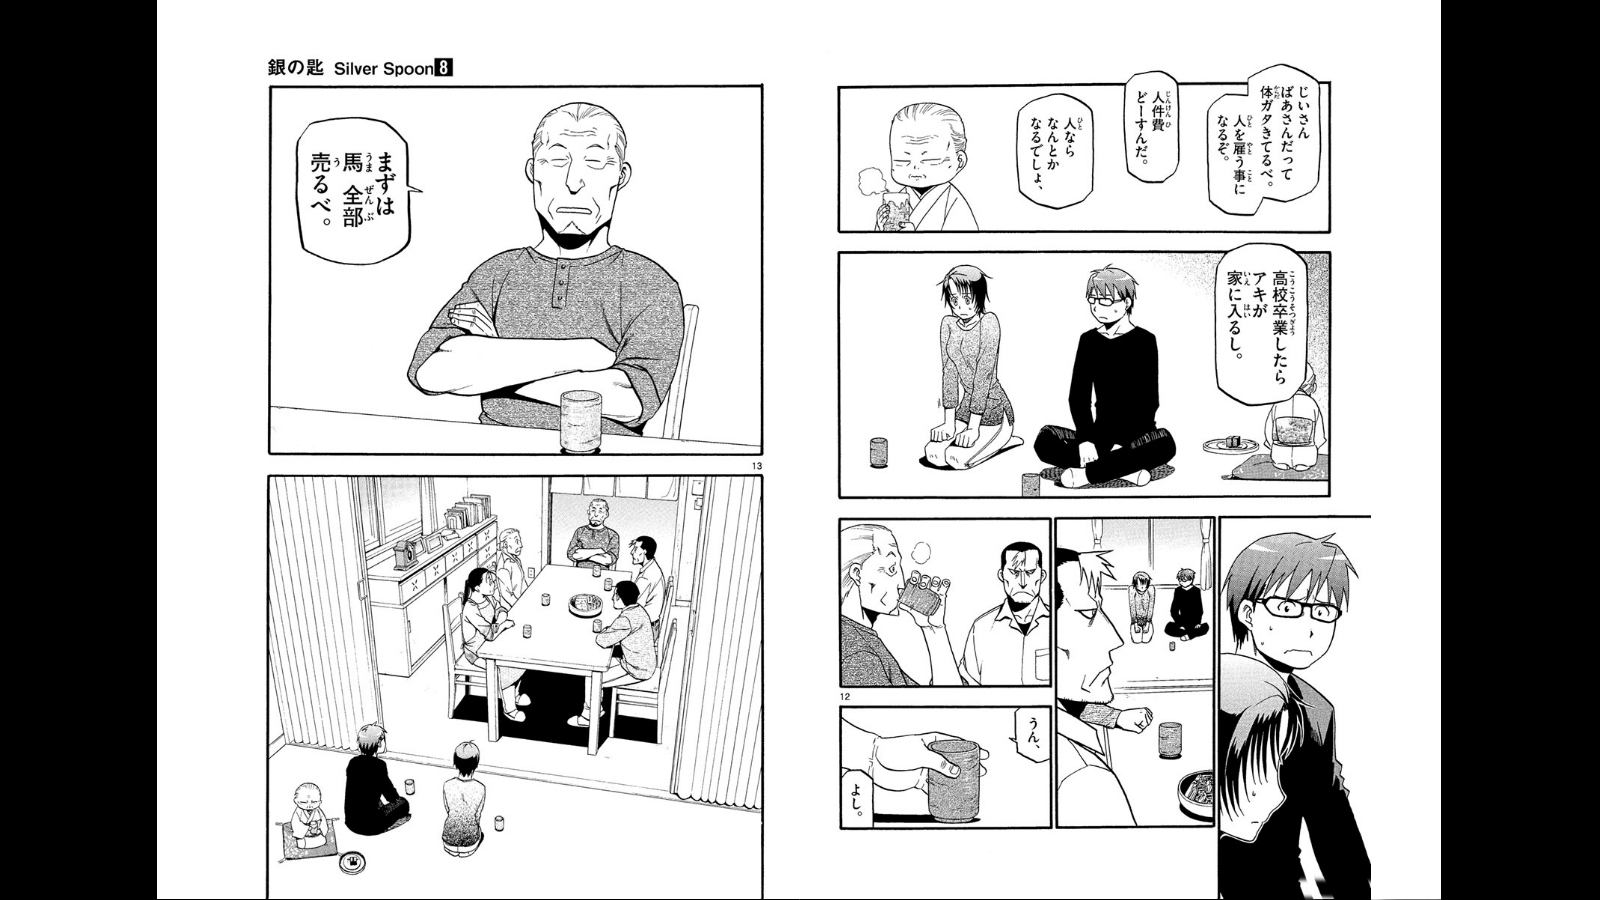 じいさん
ばあさんだって
体ガタきてるべ。
人を雇う事に
なるぞ。
人件費
どーすんだ。
人なら
なんとか
なるでしょ、
高校卒業したら
アキが
家に入るし。
12
うん、
よし。
銀の匙 Silver Spoon 8
まずは
馬 全部
売るべ。
13